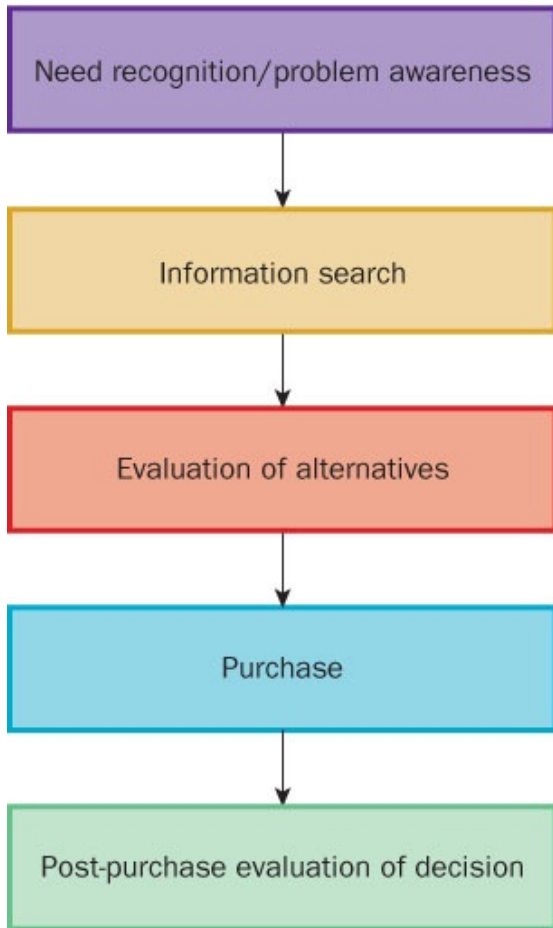 Need recognition/problem awareness
Information search
Evaluation of alternatives
Purchase
Post-purchase evaluation of decision